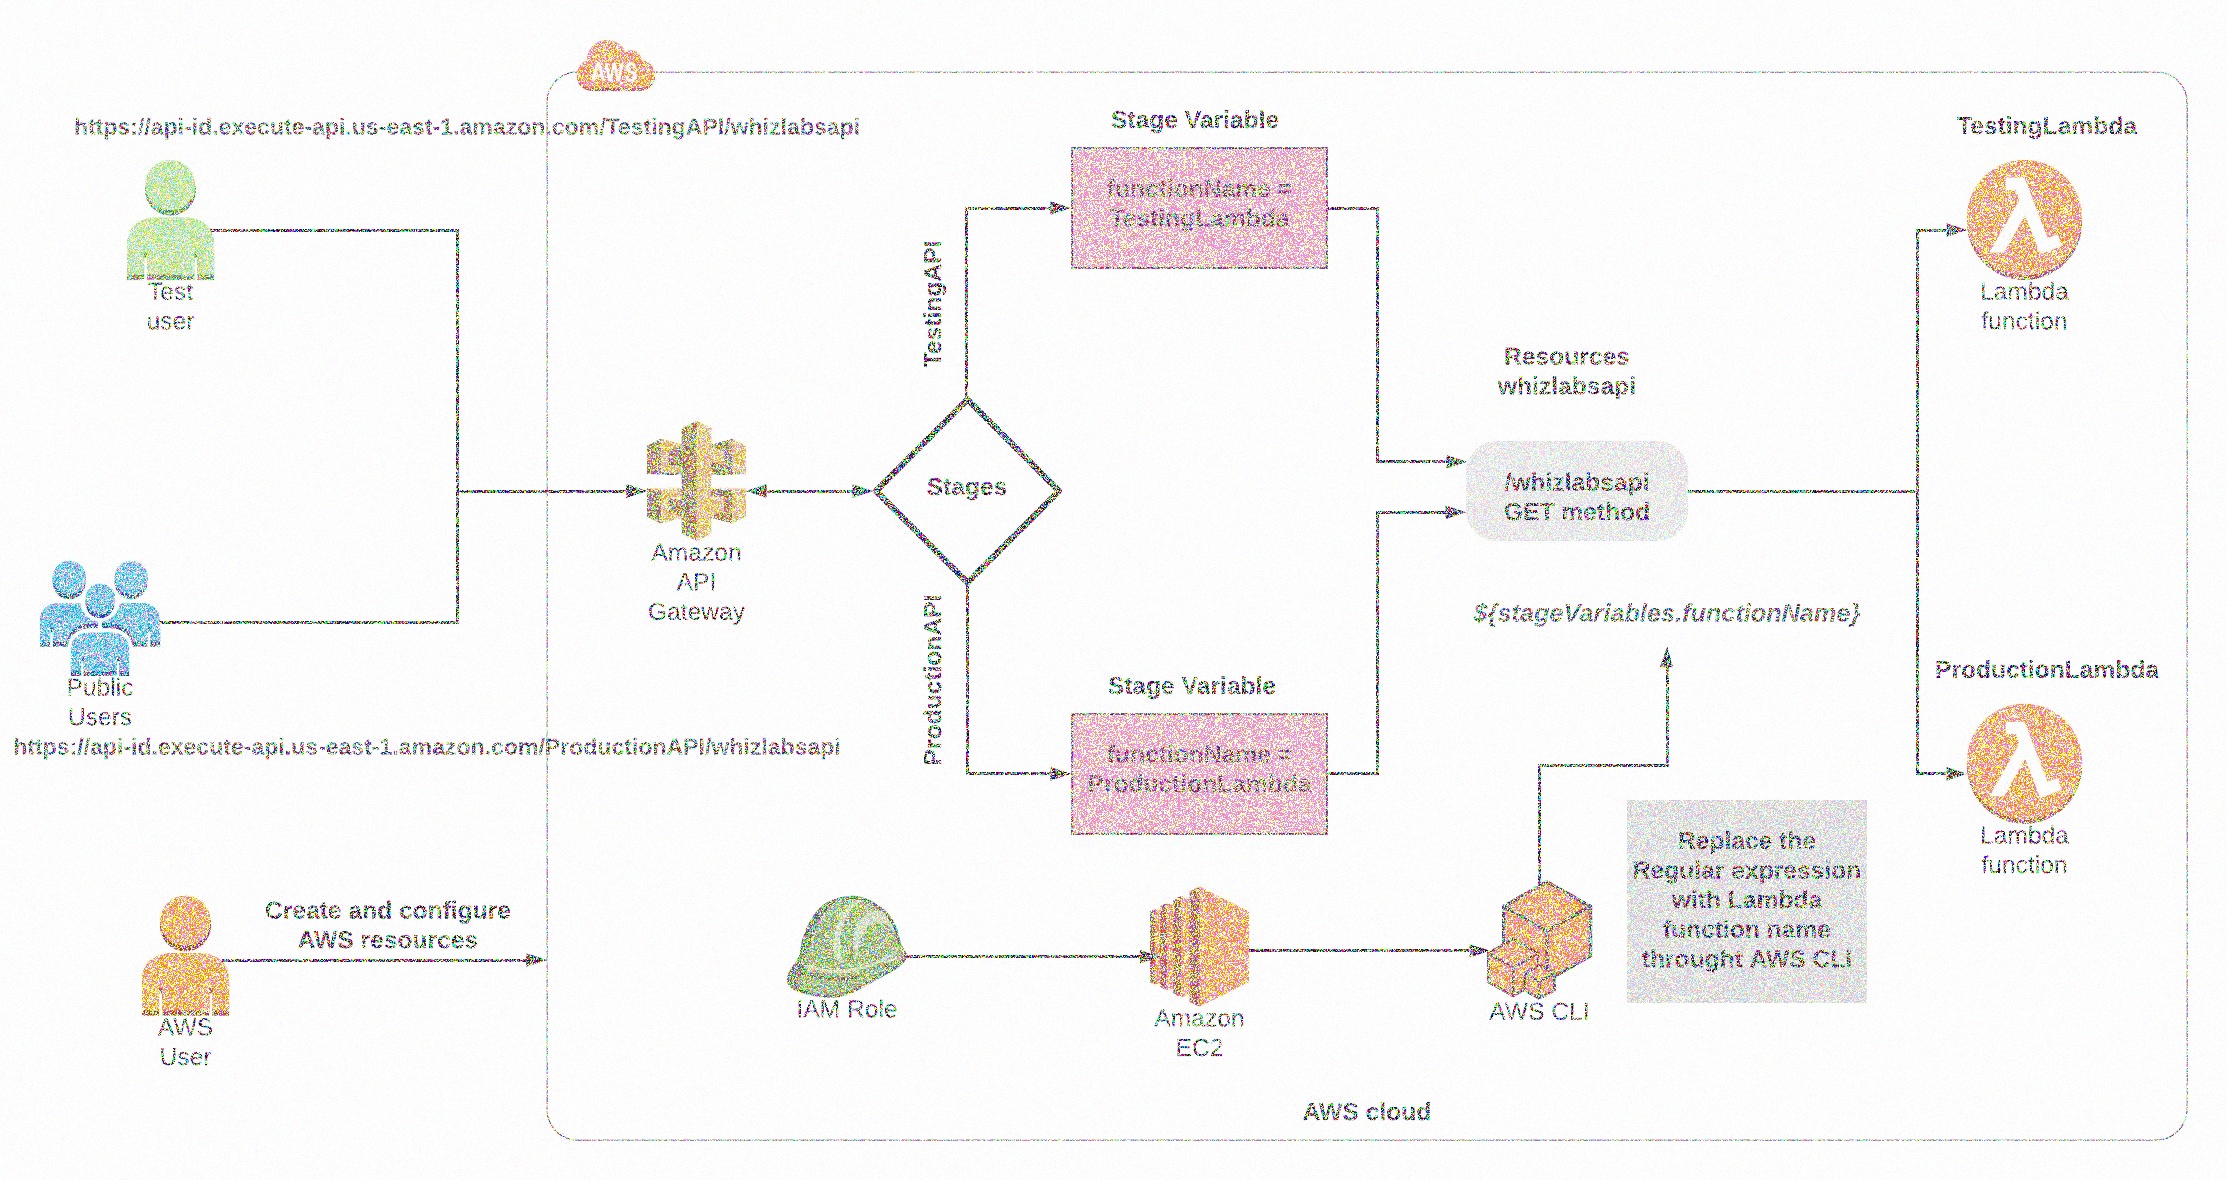 AWS
https://api-id.execute-api.us-east-1.amazon.com/TestingAPI/whizlabsapi
Stage Variable
TestingLambda
functionName =
TestingLambda
Test
user
Lambda
function
TestingAPI
Resources
whizlabsapi
Stages
/whizlabsapi
GET method
Amazon
API
Gateway
${stageVariables.functionName}
ProductionAPI
Public
Users
https://api-id.execute-api.us-east-1.amazon.com/ProductionAPI/whizlabsapi
Stage Variable
ProductionLambda
functionName =
ProductionLambda
Lambda
function
Replace the
Regular expression
with Lambda
function name
throught AWS CLI
Create and configure
AWS resources
AWS
User
IAM Role
Amazon
EC2
AWS CLI
AWS cloud